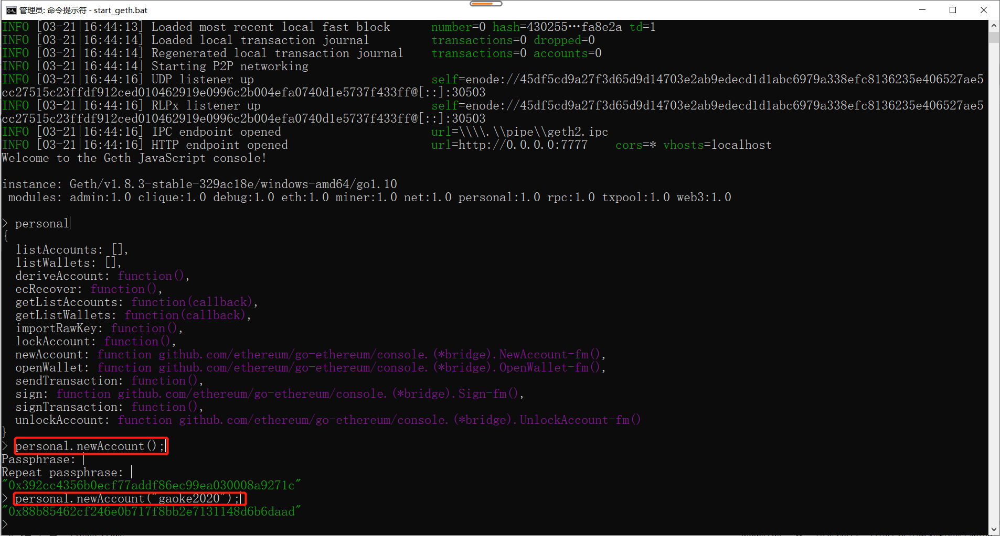 管理员: 命令提示符 - start_geth.bat
INFO [03-21|16:44:13] Loaded most recent local fast block number=0 hash=430255…fa8e2a td=1
INFO [03-21|16:44:14] Loaded local transaction journal transactions=0 dropped=0
INFO [03-21|16:44:14] Regenerated local transaction journal transactions=0 accounts=0
INFO [03-21|16:44:14] Starting P2P networking
INFO [03-21|16:44:16] UDP listener up self=enode://45df5cd9a27f3d65d9d14703e2ab9edecd1d1abc6979a338efc8136235e406527ae5
cc27515c23ffdf912ced010462919e0996c2b004efa0740d1e5737f433ff@[::]:30503
INFO [03-21|16:44:16] RLPx listener up self=enode://45df5cd9a27f3d65d9d14703e2ab9edecd1d1abc6979a338efc8136235e406527ae5
cc27515c23ffdf912ced010462919e0996c2b004efa0740d1e5737f433ff@[::]:30503
INFO [03-21|16:44:16] IPC endpoint opened url=\\\\.\\pipe\\geth2.ipc
INFO [03-21|16:44:16] HTTP endpoint opened url=http://0.0.0.0:7777 cors=* vhosts=localhost
Welcome to the Geth JavaScript console!
instance: Geth/v1.8.3-stable-329ac18e/windows-amd64/go1.10
modules: admin:1.0 clique:1.0 debug:1.0 eth:1.0 miner:1.0 net:1.0 personal:1.0 rpc:1.0 txpool:1.0 web3:1.0
> personal
{
listAccounts: [],
listWallets: [],
deriveAccount: function(),
ecRecover: function(),
getListAccounts: function(callback),
getListWallets: function(callback),
importRawKey: function(),
lockAccount: function(),
newAccount: function github.com/ethereum/go-ethereum/console.(*bridge).NewAccount-fm(),
openWallet: function github.com/ethereum/go-ethereum/console.(*bridge).OpenWallet-fm(),
sendTransaction: function(),
sign: function github.com/ethereum/go-ethereum/console.(*bridge).Sign-fm(),
signTransaction: function(),
unlockAccount: function github.com/ethereum/go-ethereum/console.(*bridge).UnlockAccount-fm()
}
> personal.newAccount();
Passphrase:
Repeat passphrase:
"0x392cc4356b0ecf77addf86ec99ea030008a9271c"
> personal.newAccount("gaoke2020");
"0x88b85462cf246e0b717f8bb2e7131148d6b6daad"
>